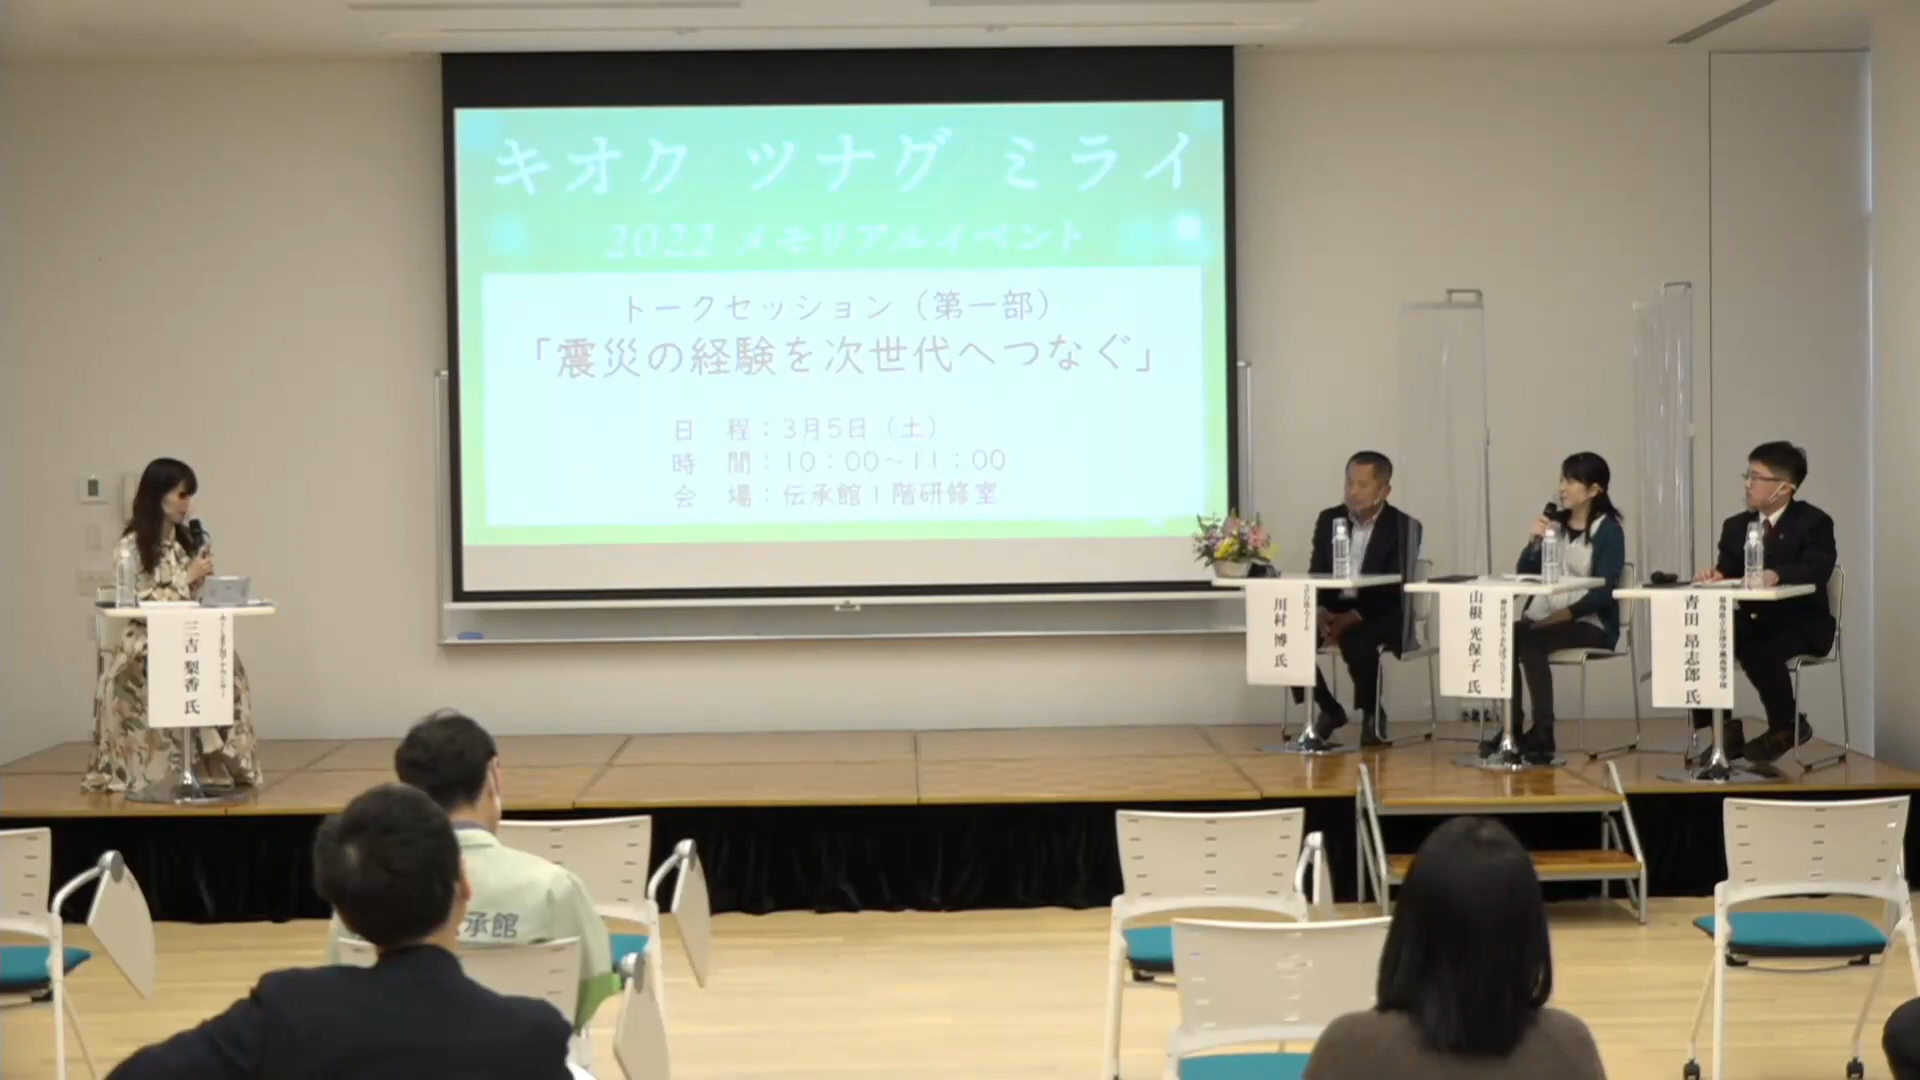 キオク ツナグ ミライ
2022 メモリアルイベント
トークセッション（第一部）
「震災の経験を次世代へつなぐ」
日　程：3月5日（土）
時　間：10：00～11：00
会　場：伝承館1階研修室
三吉 梨香 氏
川村 博 氏
山根 光保子 氏
青田 昂志郎 氏
承館